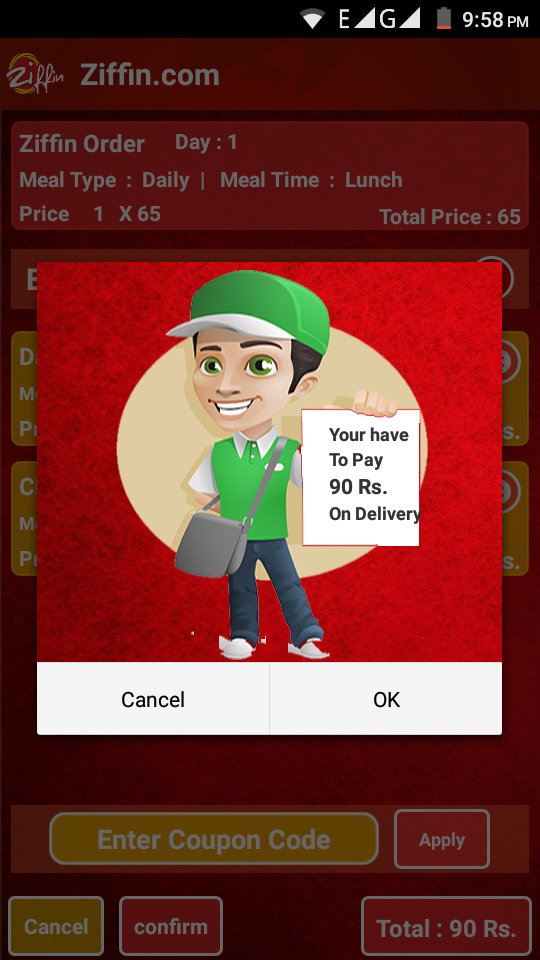 E G 9:58 PM
Ziffin Ziffin.com
Ziffin Order Day : 1
Meal Type : Daily | Meal Time : Lunch
Price 1 X 65 Total Price : 65
Your have
To Pay
90 Rs.
On Delivery
Cancel OK
Enter Coupon Code Apply
Cancel confirm Total : 90 Rs.